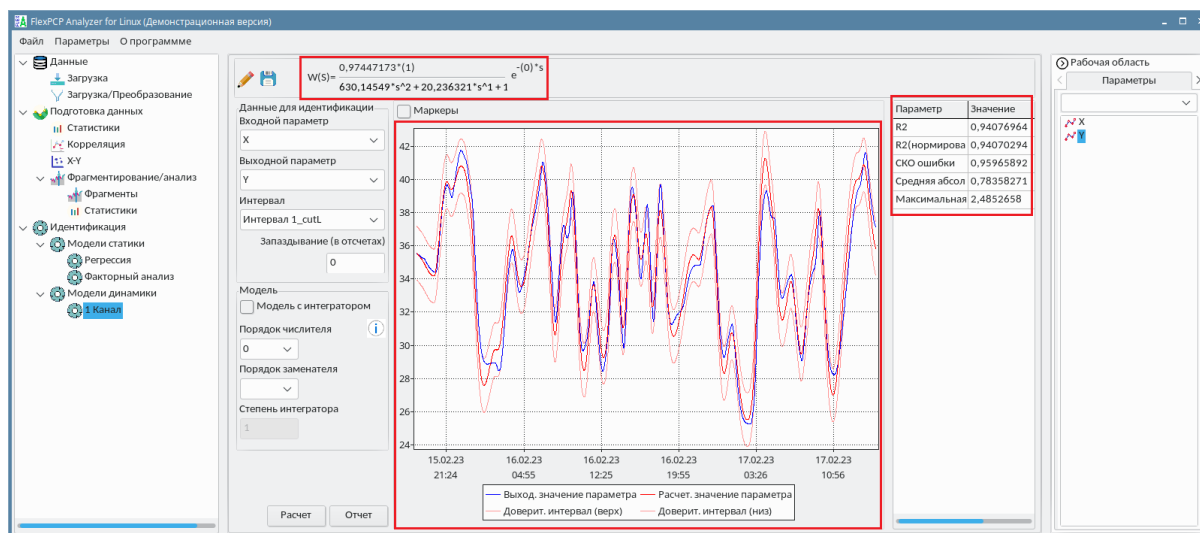 FlexPCP Analyzer for Linux (Демонстрационная версия)
Файл Параметры О программме
Данные
Загрузка
Загрузка/Преобразование
Подготовка данных
Статистики
Корреляция
X-Y
Фрагментирование/анализ
Фрагменты
Статистики
Идентификация
Модели статики
Регрессия
Факторный анализ
Модели динамики
1 Канал
0,97447173*(1)
W(S)= e -(0)*s
630,14549*s^2 + 20,236321*s^1 + 1
Данные для идентификации
Входной параметр
X
Выходной параметр
Y
Интервал
Интервал 1_cutL
Запаздывание (в отсчетах)
0
Модель
Модель с интегратором
Порядок числителя
0
Порядок заменателя
Степень интегратора
1
Расчет Отчет
Маркеры
42
40
38
36
34
32
30
28
26
24
15.02.23 16.02.23 16.02.23 16.02.23 17.02.23 17.02.23
21:24 04:55 12:25 19:55 03:26 10:56
Выход. значение параметра Расчет. значение параметра
Доверит. интервал (верх) Доверит. интервал (низ)
Параметр Значение
R2 0,94076964
R2(нормирова 0,94070294
СКО ошибки 0,95965892
Средняя абсол 0,78358271
Максимальная 2,4852658
Рабочая область
Параметры
X
Y